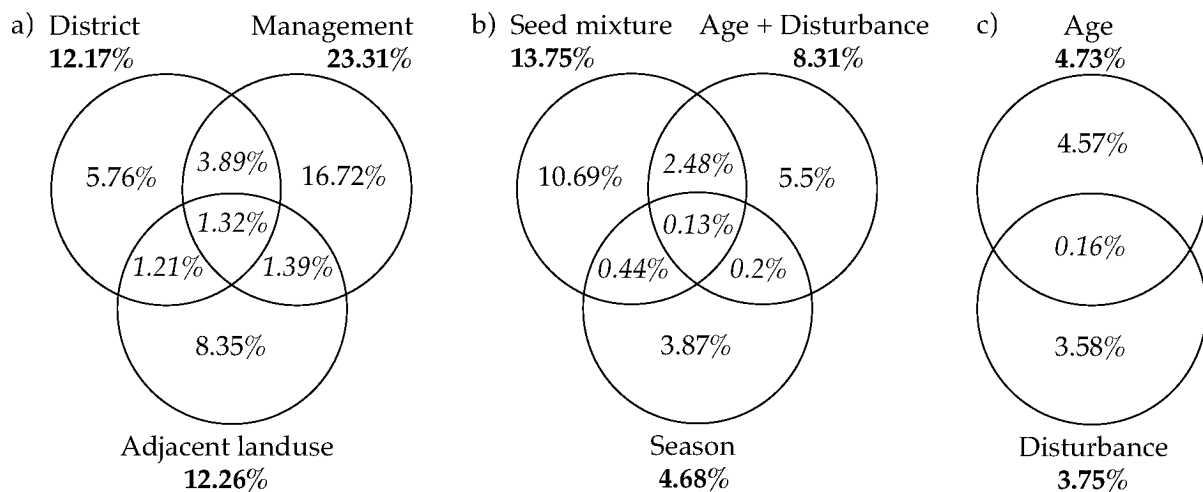 a) District Management
12.17% 23.31%
5.76% 3.89% 16.72%
1.32%
1.21% 1.39%
8.35%
Adjacent landuse
12.26%
b) Seed mixture Age + Disturbance
13.75% 8.31%
10.69% 2.48% 5.5%
0.13%
0.44% 0.2%
3.87%
Season
4.68%
c) Age
4.73%
4.57%
0.16%
3.58%
Disturbance
3.75%